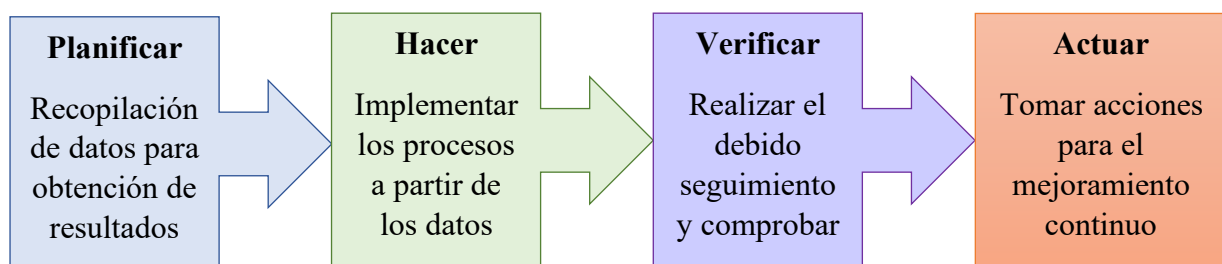 Planificar
Recopilación
de datos para
obtención de
resultados
Hacer
Implementar
los procesos
a partir de
los datos
Verificar
Realizar el
debido
seguimiento
y comprobar
Actuar
Tomar acciones
para el
mejoramiento
continuo